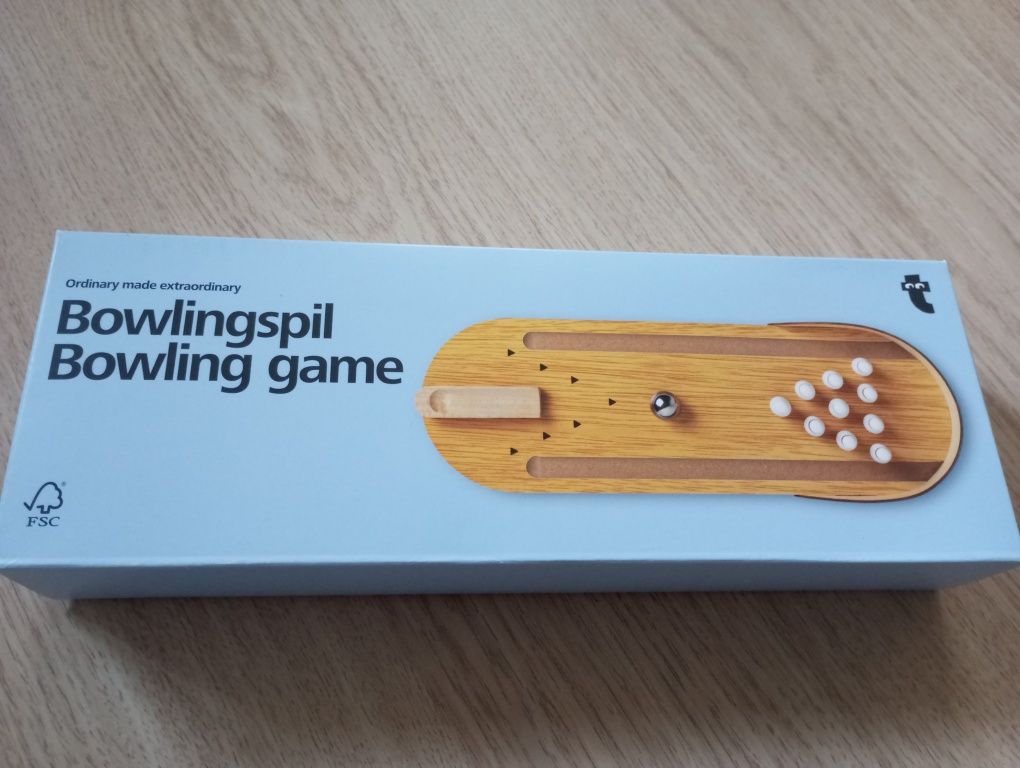 Ordinary made extraordinary
Bowlingspil
Bowling game
t
FSC
®